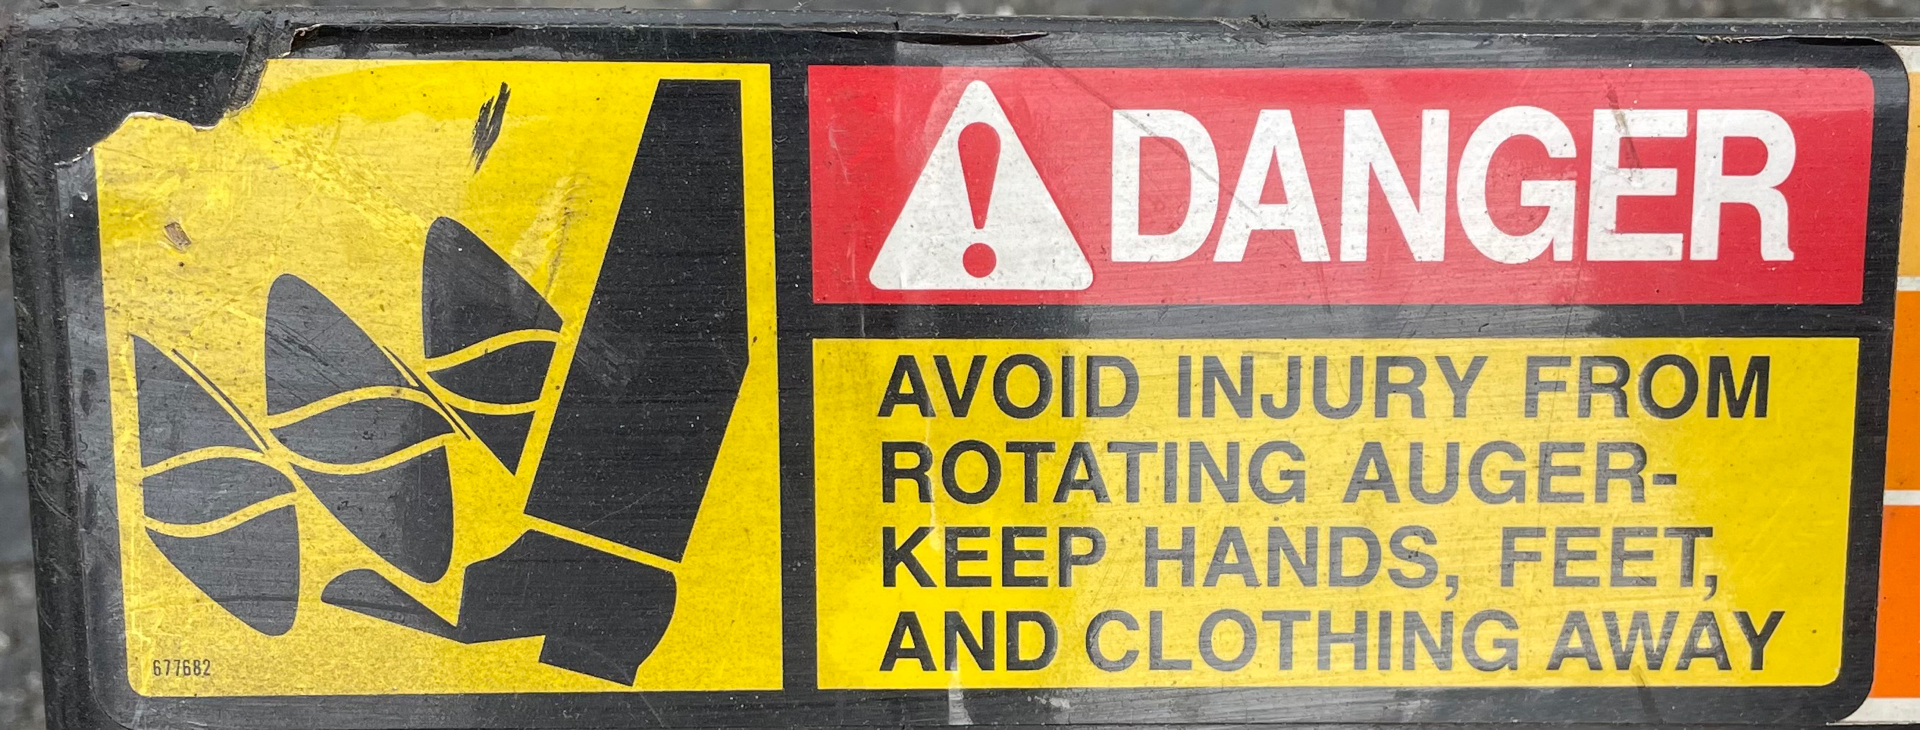 DANGER
AVOID INJURY FROM
ROTATING AUGER-
KEEP HANDS, FEET,
AND CLOTHING AWAY
677682